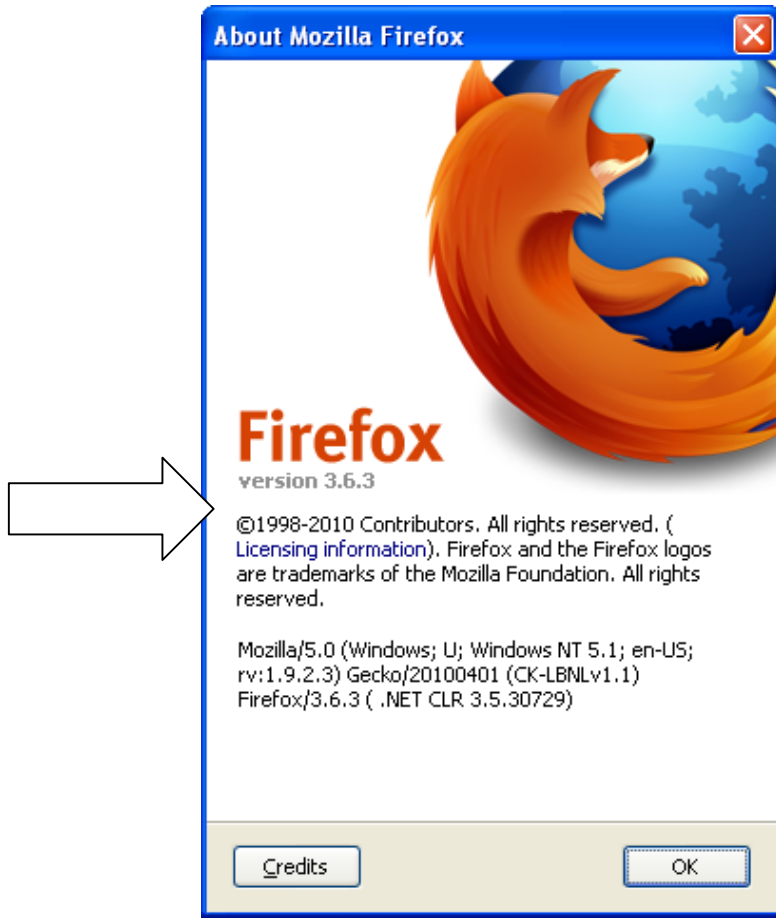 About Mozilla Firefox
Firefox
version 3.6.3
©1998-2010 Contributors. All rights reserved. (
Licensing information). Firefox and the Firefox logos
are trademarks of the Mozilla Foundation. All rights
reserved.
Mozilla/5.0 (Windows; U; Windows NT 5.1; en-US;
rv:1.9.2.3) Gecko/20100401 (CK-LBNLv1.1)
Firefox/3.6.3 ( .NET CLR 3.5.30729)
Credits
OK